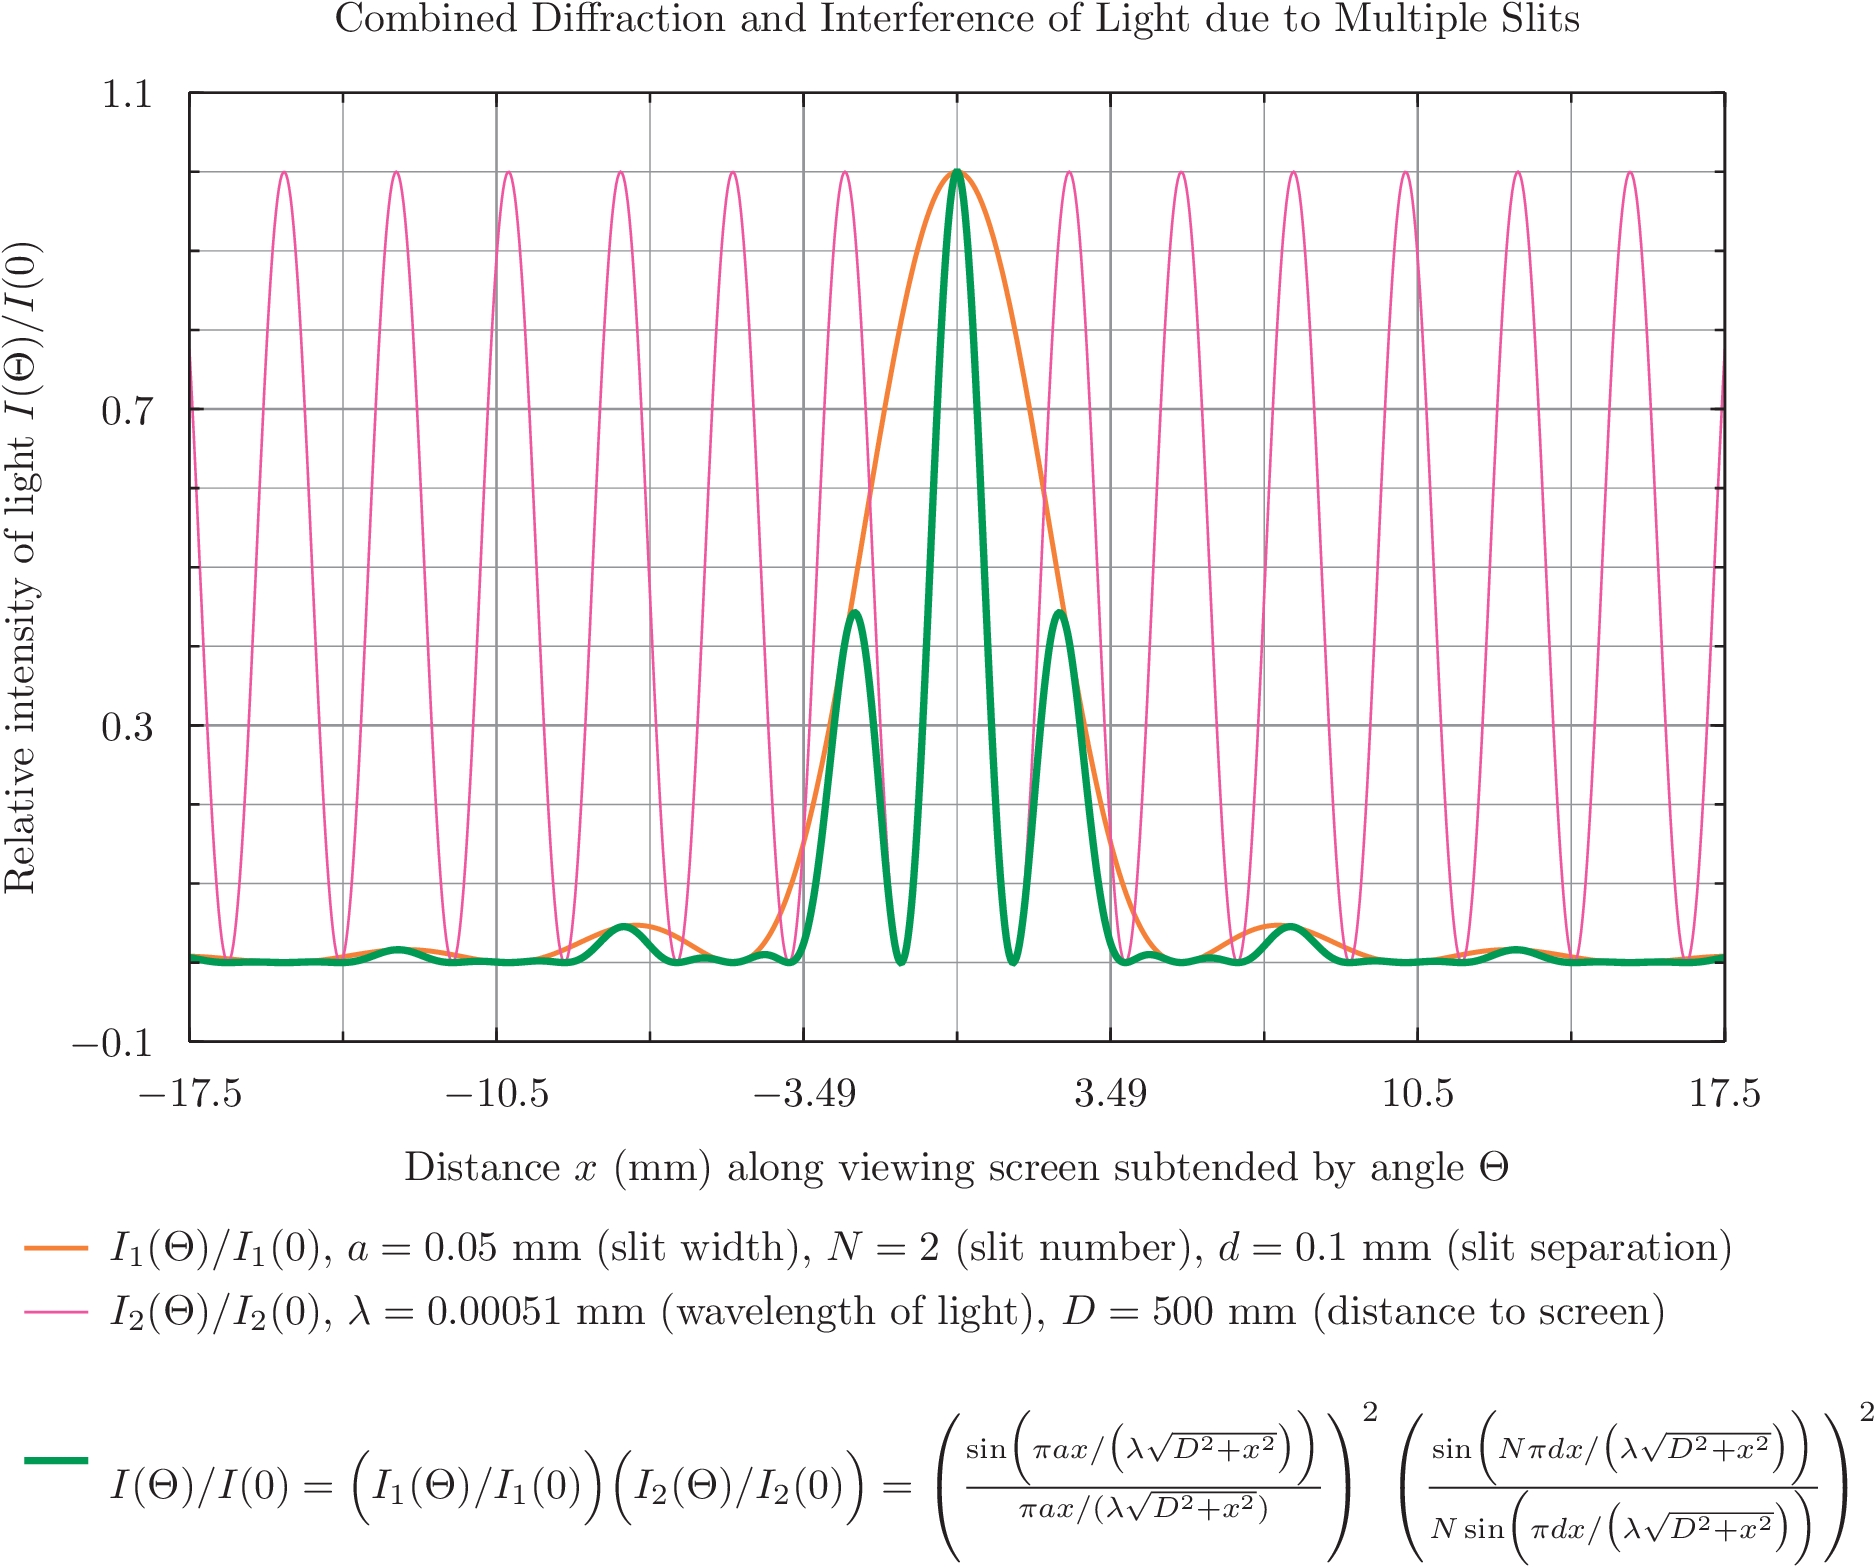 Combined Diffraction and Interference of Light due to Multiple Slits
1.1
0.7
0.3
−0.1
Relative intensity of light I(Θ)/I(0)
−17.5 −10.5 −3.49 3.49 10.5 17.5
Distance x (mm) along viewing screen subtended by angle Θ
I₁(Θ)/I₁(0), a = 0.05 mm (slit width), N = 2 (slit number), d = 0.1 mm (slit separation)
I₂(Θ)/I₂(0), λ = 0.00051 mm (wavelength of light), D = 500 mm (distance to screen)
I(Θ)/I(0) = (I₁(Θ)/I₁(0))(I₂(Θ)/I₂(0)) = (sin(πax/(λ√(D²+x²)))/(πax/(λ√(D²+x²))))² (sin(Nπdx/(λ√(D²+x²)))/(N sin(πdx/(λ√(D²+x²)))))²